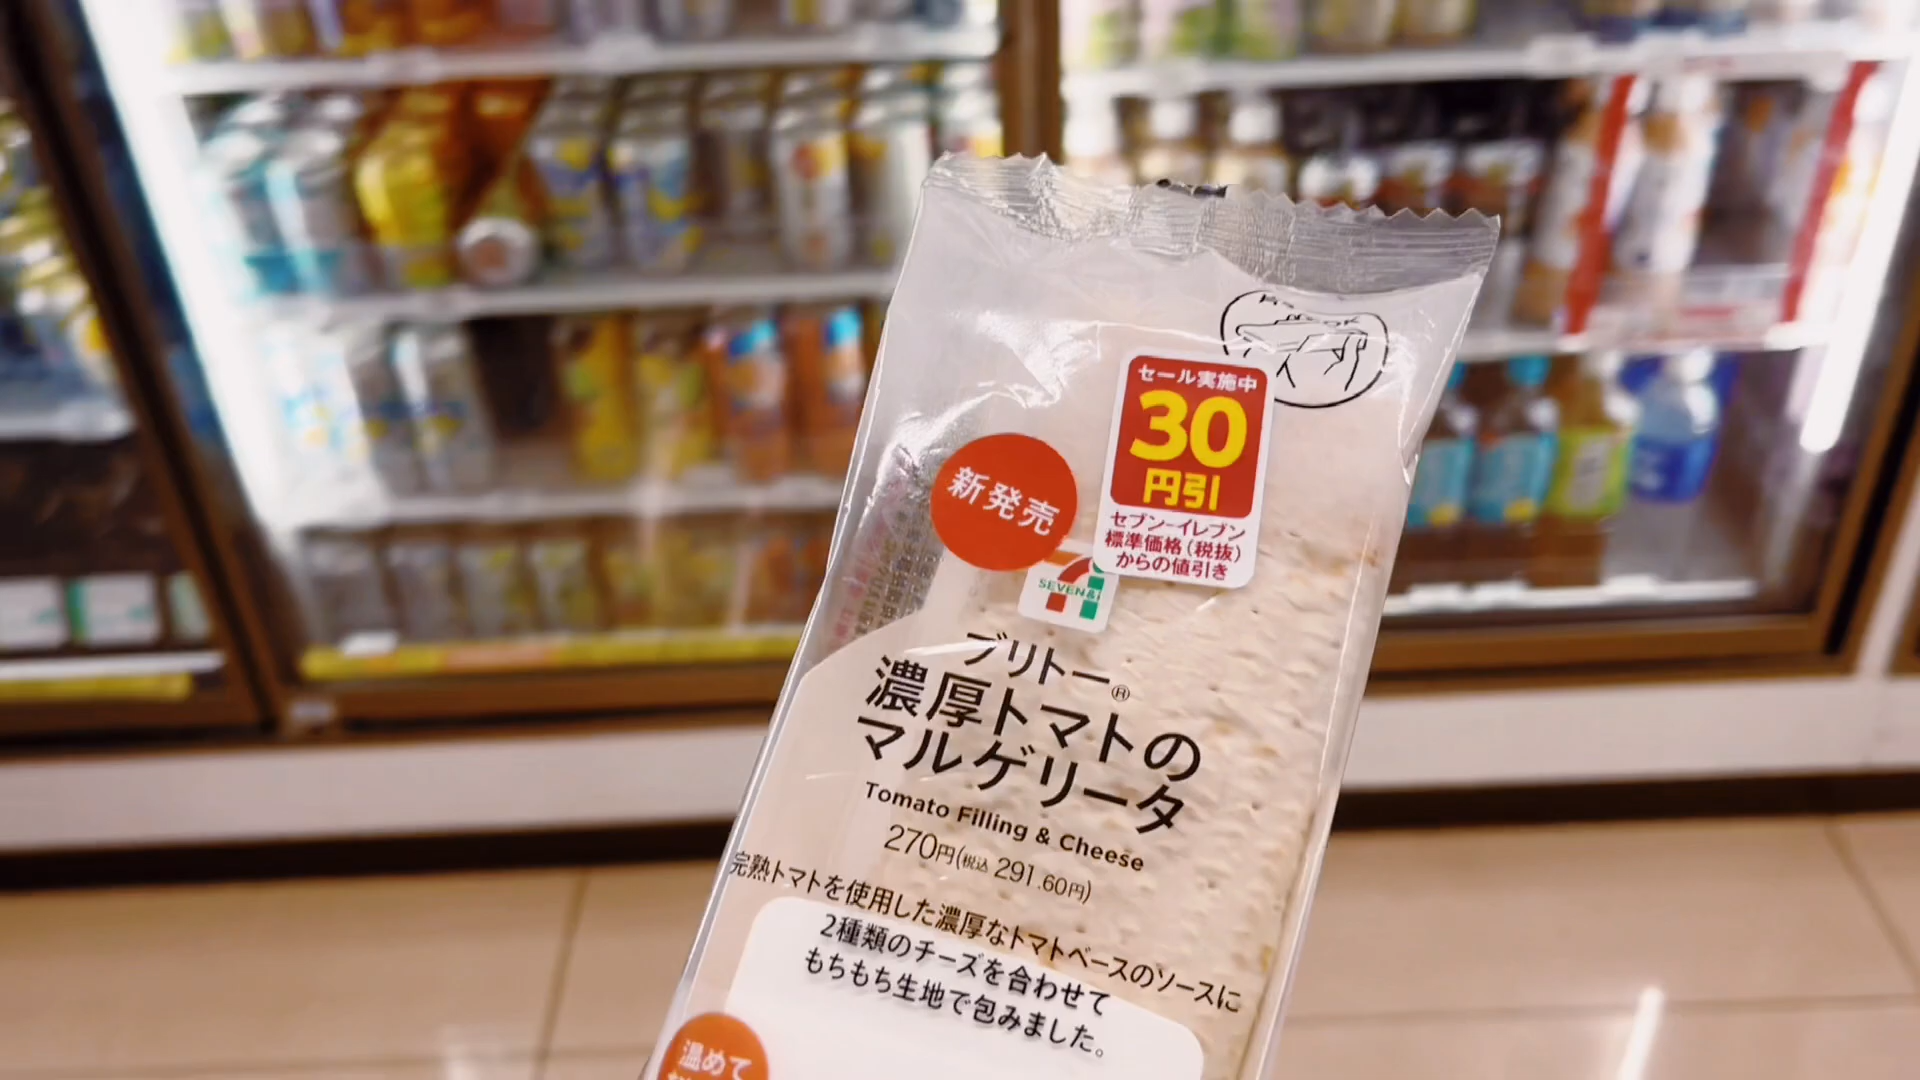 セール実施中
30
円引
セブン-イレブン
標準価格(税抜)
からの値引き
新発売
SEVEN&i
ブリトー®
濃厚トマトの
マルゲリータ
Tomato Filling & Cheese
270円(税込 291.60円)
完熟トマトを使用した濃厚なトマトベースのソースに
2種類のチーズを合わせて
もちもち生地で包みました。
温めて